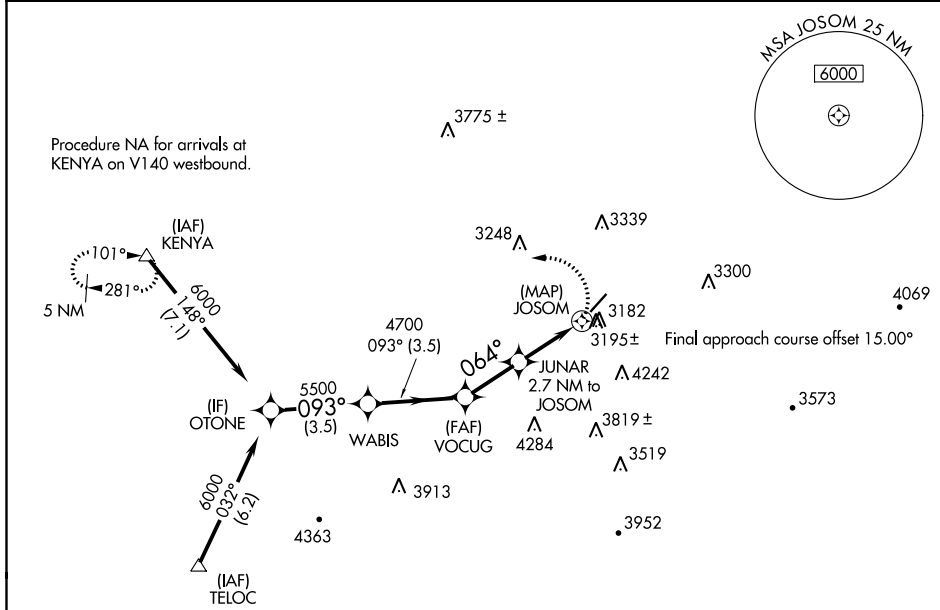 MSA JOSOM 25 NM
6000
3775 ±
Procedure NA for arrivals at
KENYA on V140 westbound.
(IAF)
KENYA
101°
281°
5 NM
6000
148°
(7.1)
3248
3339
3300
4069
(MAP)
JOSOM
3182
3195±
Final approach course offset 15.00°
4700
093° (3.5)
064°
JUNAR
2.7 NM to
JOSOM
4242
3573
(IF)
OTONE
5500
093°
(3.5)
WABIS
(FAF)
VOCUG
4284
3819 ±
3519
3913
3952
4363
6000
032°
(6.2)
(IAF)
TELOC